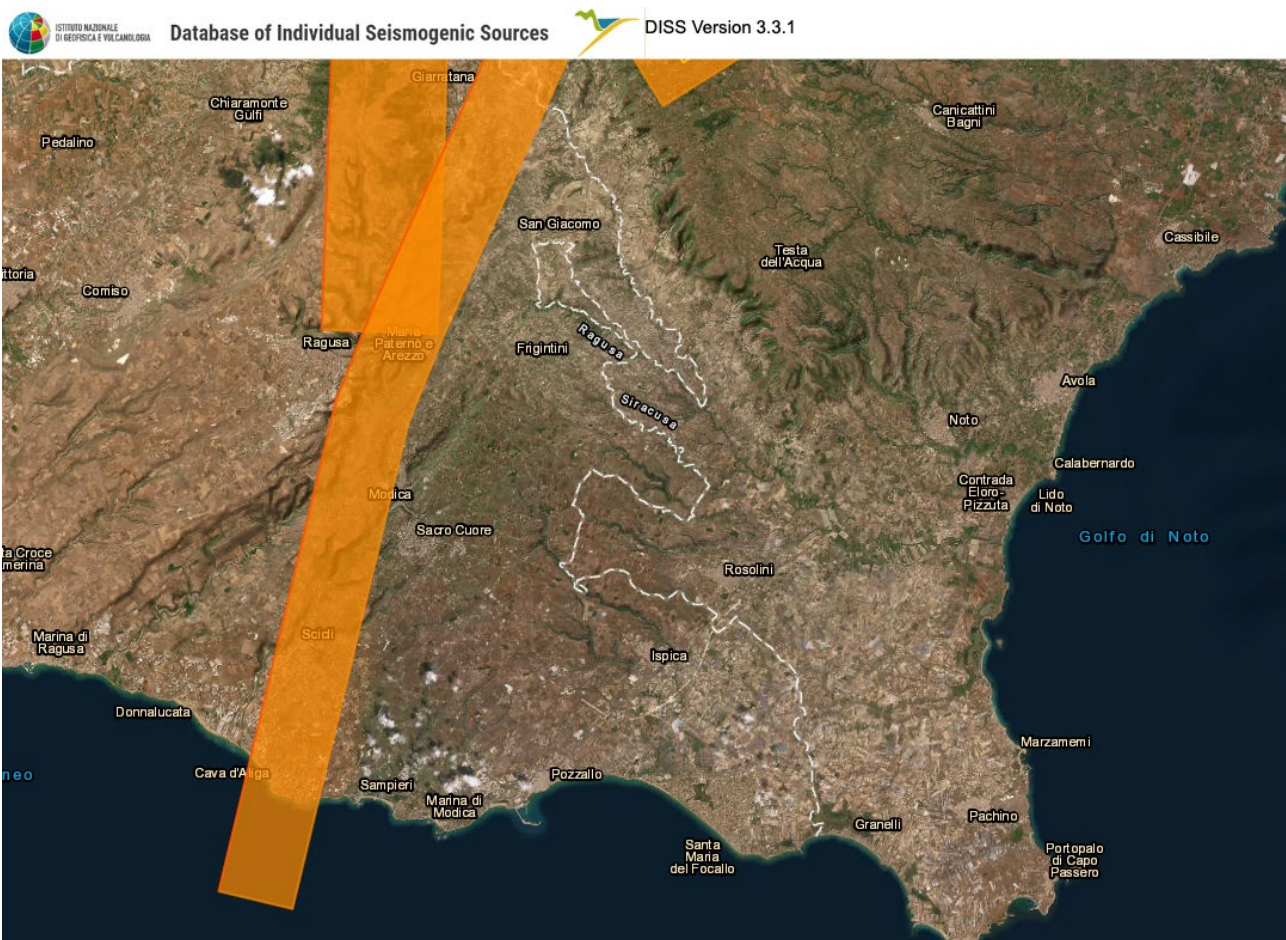 ISTITUTO NAZIONALE
DI GEOFISICA E VULCANOLOGIA
Database of Individual Seismogenic Sources
DISS Version 3.3.1
Giarratana
Chiaramonte
Gulfi
Canicattini
Bagni
Pedalino
San Giacomo
Cassibile
Testa
dell'Acqua
ittoria
Comiso
Ragusa
Maria
Paternò e
Arezzo
Frigintini
Ragusa
Avola
Siracusa
Noto
Calabernardo
Contrada
Eloro-
Pizzuta
Lido
di Noto
Modica
Sacro Cuore
Golfo di Noto
ta Croce
merina
Rosolini
Marina di
Ragusa
Scicli
Ispica
Donnalucata
Marzamemi
neo
Cava d'Aliga
Sampieri
Pozzallo
Marina di
Modica
Granelli
Pachino
Santa
Maria
del Focallo
Portopalo
di Capo
Passero